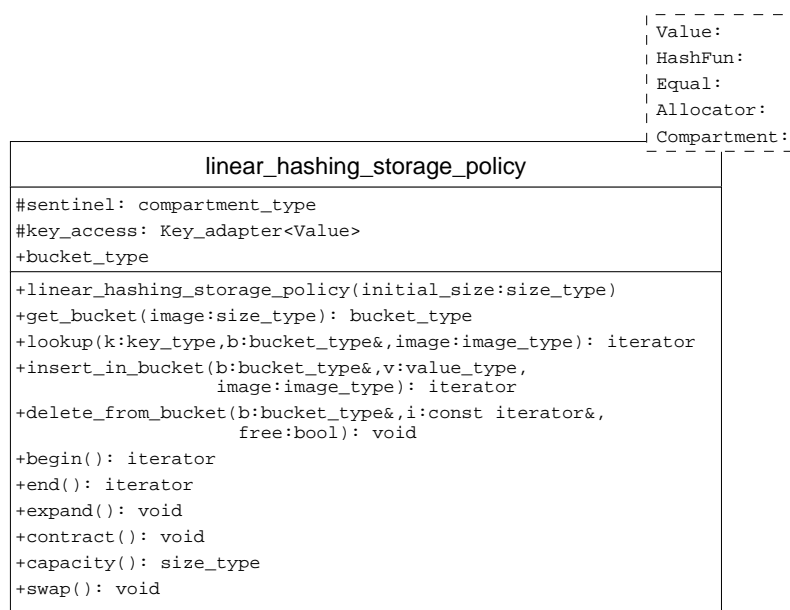 Value:
HashFun:
Equal:
Allocator:
Compartment:
linear_hashing_storage_policy
#sentinel: compartment_type
#key_access: Key_adapter<Value>
+bucket_type
+linear_hashing_storage_policy(initial_size:size_type)
+get_bucket(image:size_type): bucket_type
+lookup(k:key_type,b:bucket_type&,image:image_type): iterator
+insert_in_bucket(b:bucket_type&,v:value_type,
image:image_type): iterator
+delete_from_bucket(b:bucket_type&,i:const iterator&,
free:bool): void
+begin(): iterator
+end(): iterator
+expand(): void
+contract(): void
+capacity(): size_type
+swap(): void